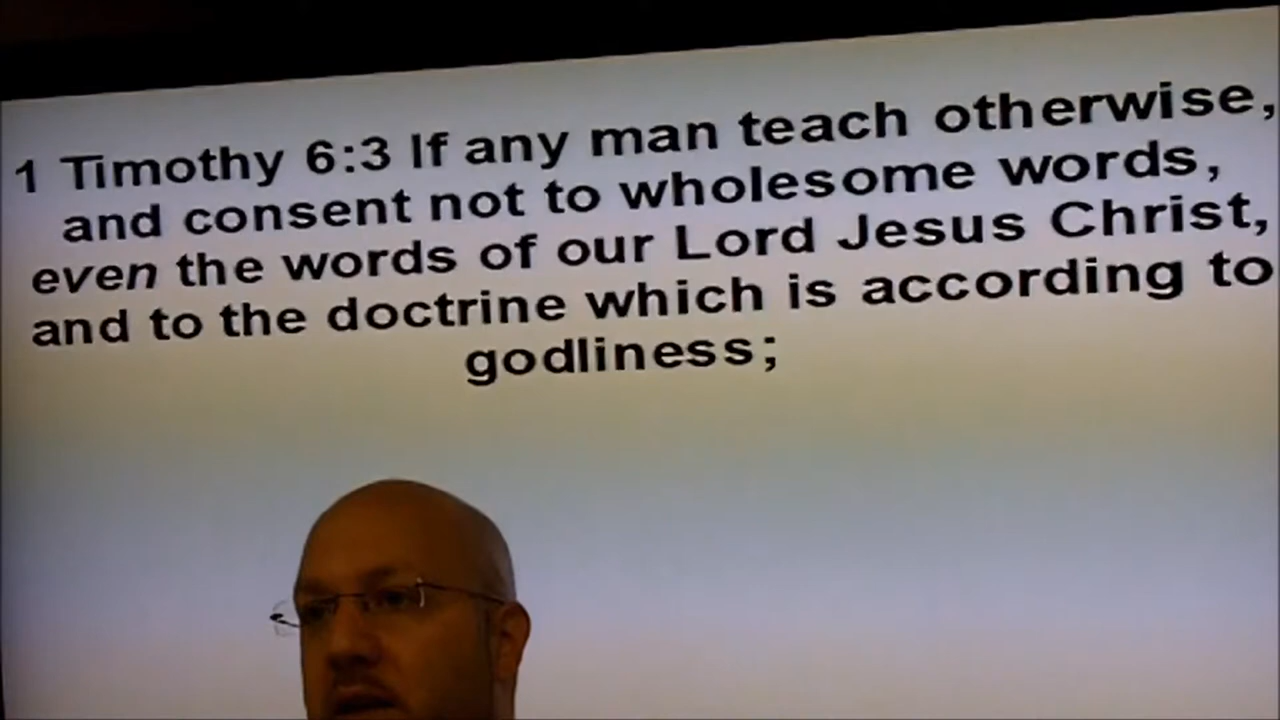 1 Timothy 6:3 If any man teach otherwise,
and consent not to wholesome words,
even the words of our Lord Jesus Christ,
and to the doctrine which is according to
godliness;